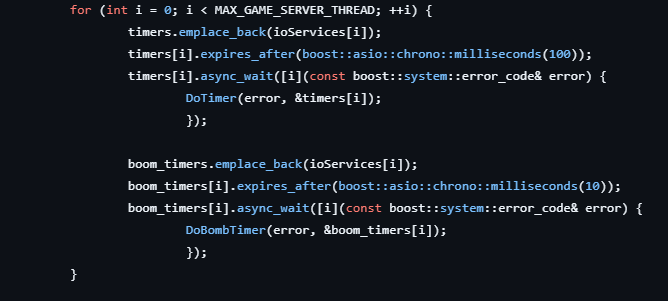 for (int i = 0; i < MAX_GAME_SERVER_THREAD; ++i) {
timers.emplace_back(ioServices[i]);
timers[i].expires_after(boost::asio::chrono::milliseconds(100));
timers[i].async_wait([i](const boost::system::error_code& error) {
DoTimer(error, &timers[i]);
});

boom_timers.emplace_back(ioServices[i]);
boom_timers[i].expires_after(boost::asio::chrono::milliseconds(10));
boom_timers[i].async_wait([i](const boost::system::error_code& error) {
DoBombTimer(error, &boom_timers[i]);
});
}